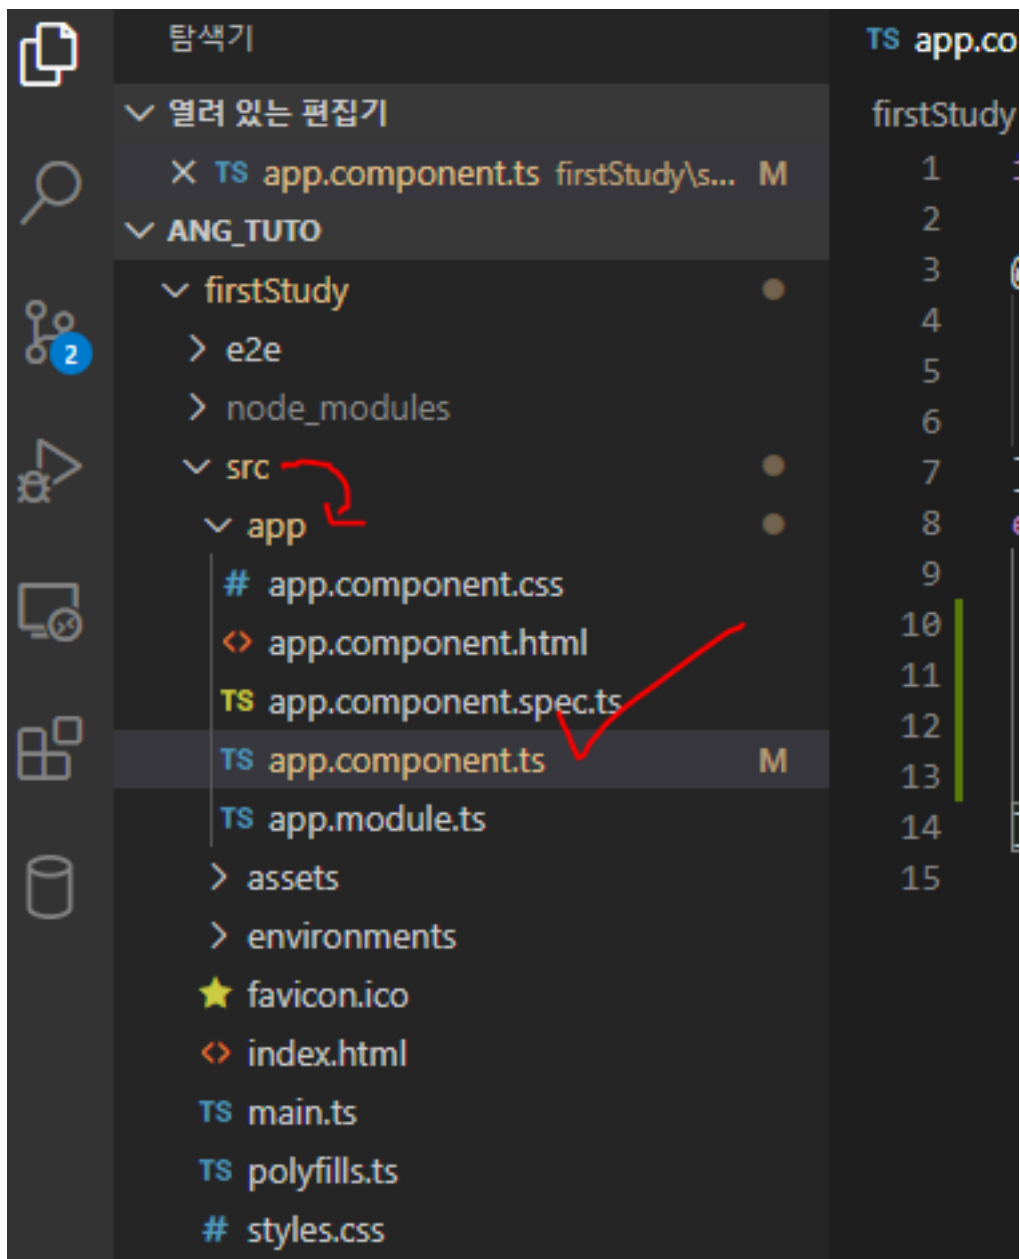 탐색기
열려 있는 편집기
TS app.component.ts firstStudy\s... M
ANG_TUTO
firstStudy
e2e
node_modules
2
src
app
# app.component.css
<> app.component.html
TS app.component.spec.ts
TS app.component.ts M
TS app.module.ts
assets
environments
favicon.ico
<> index.html
TS main.ts
TS polyfills.ts
# styles.css
TS app.co
firstStudy
1
2
3
4
5
6
7
8
9
10
11
12
13
14
15